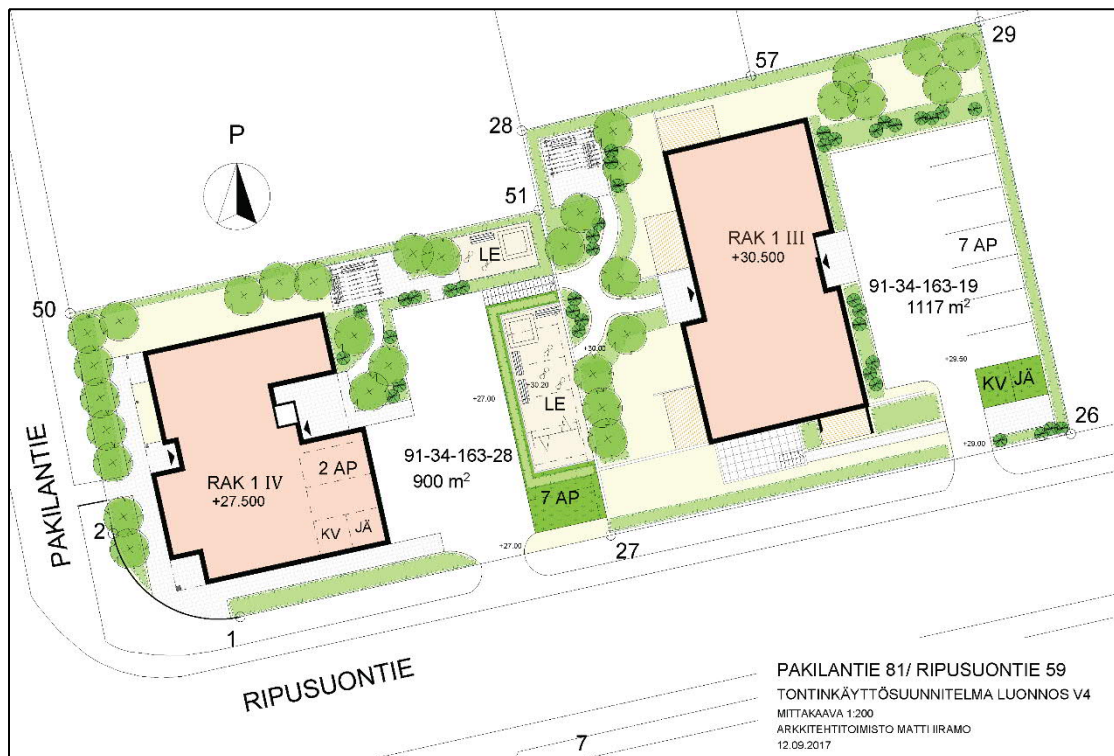 29
57
28
P
51
LE
RAK 1 III
+30.500
7 AP
91-34-163-19
1117 m²
50
+30.00
+29.50
+30.20
+27.00
KV JÄ
LE
PAKILANTIE
2 AP
91-34-163-28
900 m²
RAK 1 IV
+27.500
26
+29.00
7 AP
2
KV JÄ
+27.00
27
1
RIPUSUONTIE
PAKILANTIE 81/ RIPUSUONTIE 59
TONTINKÄYTTÖSUUNNITELMA LUONNOS V4
MITTAKAAVA 1:200
ARKKITEHTITOIMISTO MATTI IIRAMO
12.09.2017
7